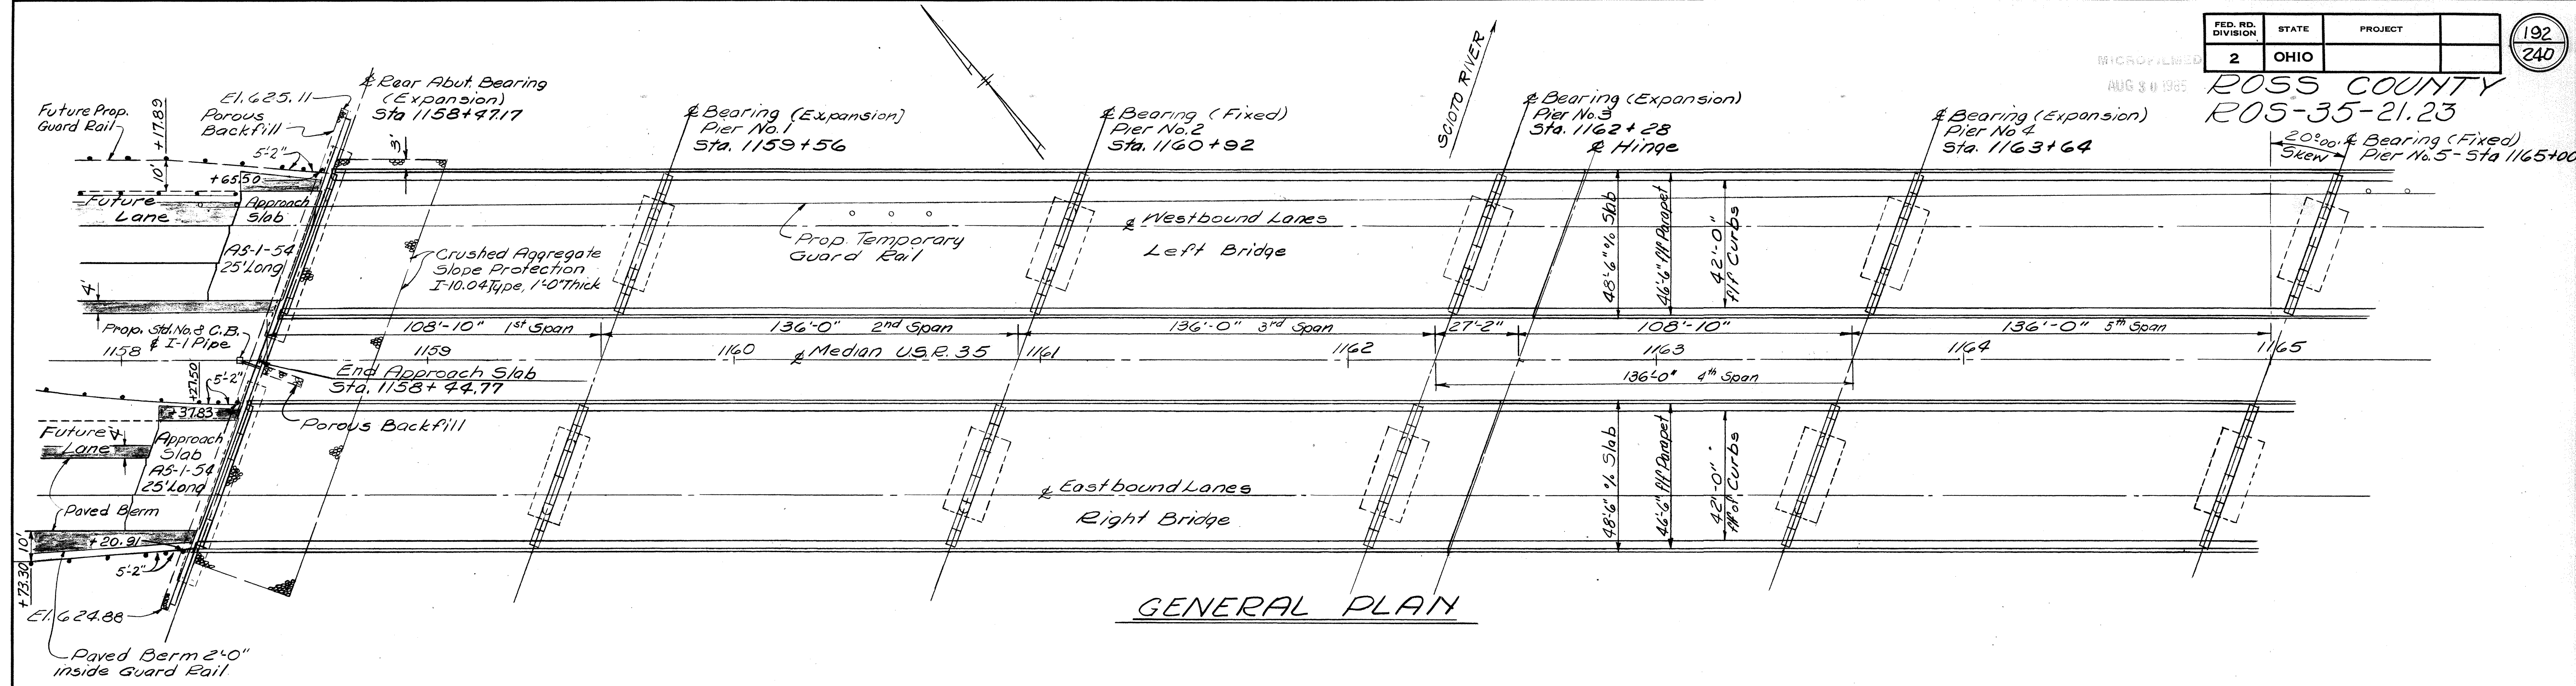 FED. RD. DIVISION STATE PROJECT
2 OHIO
192
240
MICROFILMED
AUG 30 1985
ROSS COUNTY
ROS-35-21.23
Future Prop.
Guard Rail
10' +17.89
El. 625.11
Porous
Backfill
5'-2"
℄ Rear Abut. Bearing
(Expansion)
Sta 1158+47.17
3'
℄ Bearing (Expansion)
Pier No. 1
Sta. 1159+56
℄ Bearing (Fixed)
Pier No. 2
Sta. 1160+92
SCIOTO RIVER
℄ Bearing (Expansion)
Pier No. 3
Sta. 1162+28
℄ Hinge
℄ Bearing (Expansion)
Pier No 4
Sta. 1163+64
20°00'
Skew
℄ Bearing (Fixed)
Pier No. 5 - Sta 1165+00
+65.50
Future
Lane
Approach
Slab
AS-1-54
25' Long
4'
Crushed Aggregate
Slope Protection
I-10.04 Type, 1'-0" Thick
Prop. Temporary
Guard Rail
℄ Westbound Lanes
Left Bridge
48'-6" o/o Slab
46'-6" f/f Parapet
42'-0"
f/f Curbs
Prop. Std. No. 8 C.B.
& I-1 Pipe
108'-10" 1st Span
136'-0" 2nd Span
136'-0" 3rd Span
27'-2"
108'-10"
136'-0" 5th Span
1158
1159
1160
℄ Median U.S.R. 35
1161
1162
1163
1164
1165
136'-0" 4th Span
End Approach Slab
Sta. 1158+44.77
+27.50
5'-2"
+37.83
Porous Backfill
Future
Lane
4'
Approach
Slab
AS-1-54
25' Long
Paved Berm
℄ Eastbound Lanes
Right Bridge
48'-6" o/o Slab
46'-6" f/f Parapet
42'-0"
f/f of Curbs
10'
+20.91
5'-2"
+73.30
El. 624.88
Paved Berm 2'-0"
inside Guard Rail
GENERAL PLAN